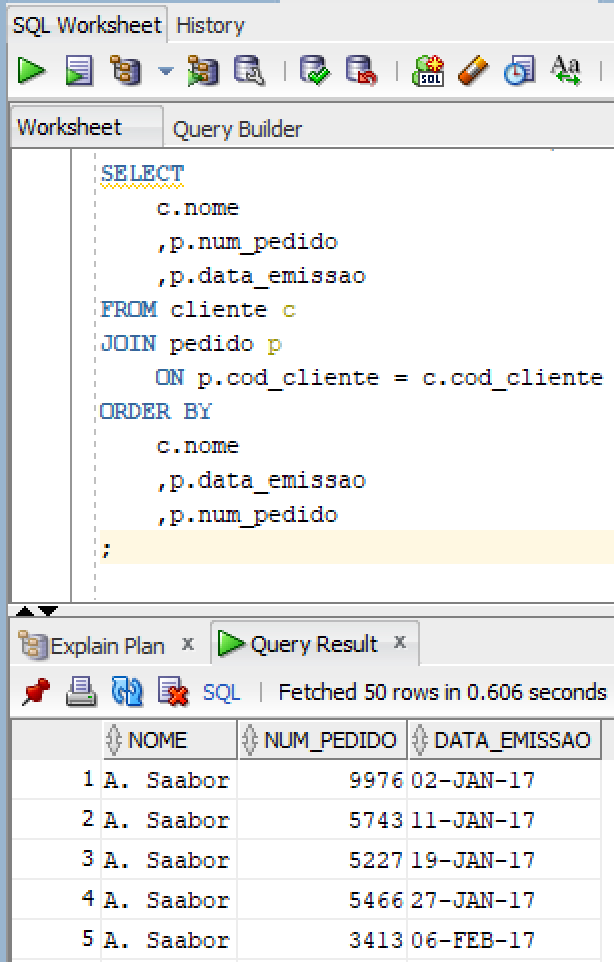 SQL Worksheet History
SQL
Aa
Worksheet Query Builder
SELECT
c.nome
,p.num_pedido
,p.data_emissao
FROM cliente c
JOIN pedido p
ON p.cod_cliente = c.cod_cliente
ORDER BY
c.nome
,p.data_emissao
,p.num_pedido
;
Explain Plan x Query Result x
SQL | Fetched 50 rows in 0.606 seconds
NOME NUM_PEDIDO DATA_EMISSAO
1 A. Saabor 9976 02-JAN-17
2 A. Saabor 5743 11-JAN-17
3 A. Saabor 5227 19-JAN-17
4 A. Saabor 5466 27-JAN-17
5 A. Saabor 3413 06-FEB-17